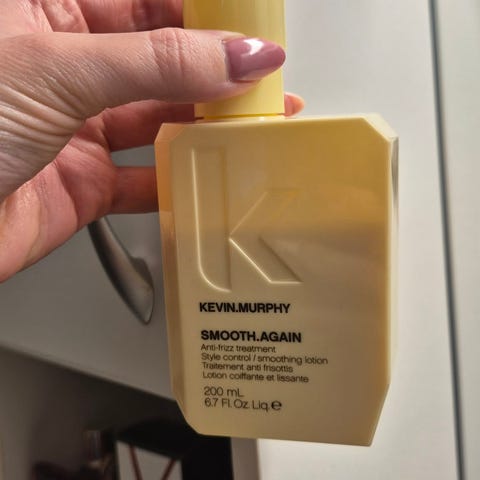 K
KEVIN.MURPHY
SMOOTH.AGAIN
Anti-frizz treatment
Style control / smoothing lotion
Traitement anti frisottis
Lotion coiffante et lissante
200 mL
6.7 Fl.Oz. Liq.℮